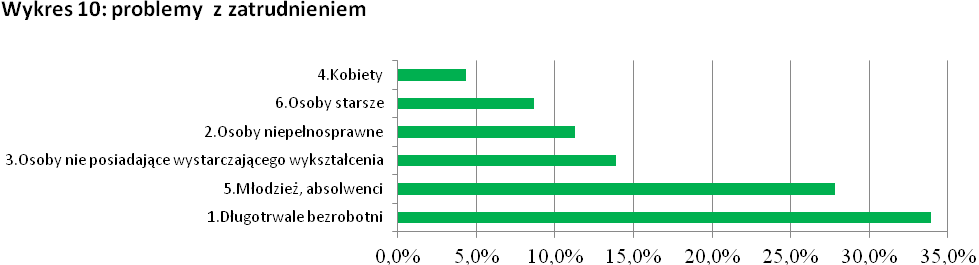 Wykres 10: problemy z zatrudnieniem
4.Kobiety
6.Osoby starsze
2.Osoby niepełnosprawne
3.Osoby nie posiadające wystarczającego wykształcenia
5.Młodzież, absolwenci
1.Długotrwale bezrobotni
0,0% 5,0% 10,0% 15,0% 20,0% 25,0% 30,0% 35,0%